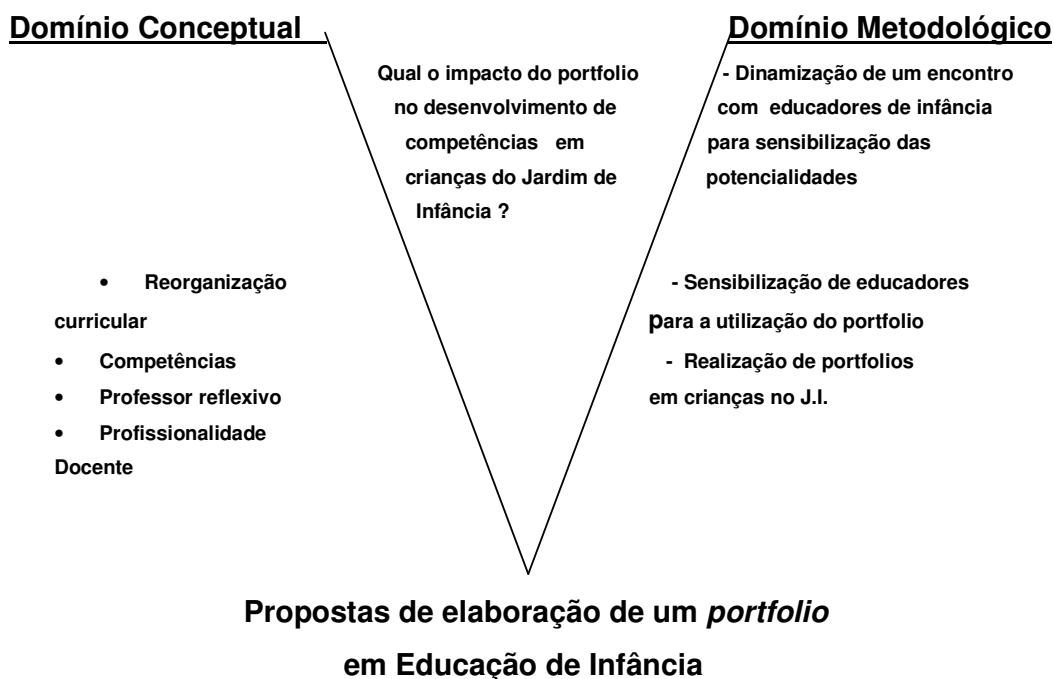 Domínio Conceptual
Domínio Metodológico
Qual o impacto do portfolio
no desenvolvimento de
competências em
crianças do Jardim de
Infância ?
- Dinamização de um encontro
com educadores de infância
para sensibilização das
potencialidades
• Reorganização
curricular
• Competências
• Professor reflexivo
• Profissionalidade
Docente
- Sensibilização de educadores
para a utilização do portfolio
- Realização de portfolios
em crianças no J.I.
Propostas de elaboração de um portfolio
em Educação de Infância